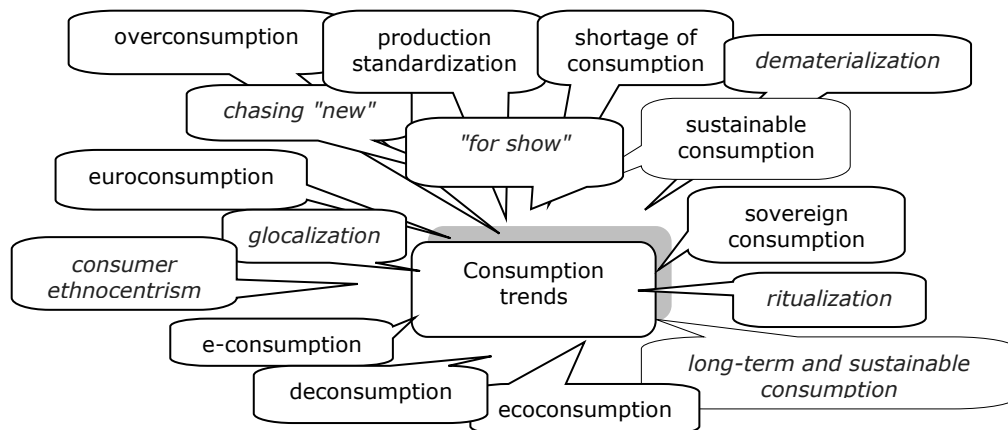 overconsumption
production
standardization
shortage of
consumption
dematerialization
chasing "new"
"for show"
sustainable
consumption
euroconsumption
sovereign
consumption
glocalization
consumer
ethnocentrism
Consumption
trends
ritualization
e-consumption
long-term and sustainable
consumption
deconsumption
ecoconsumption